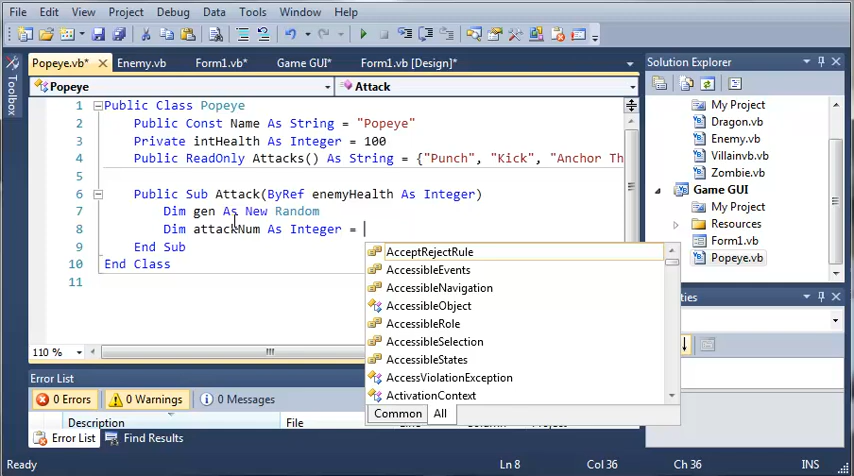 File Edit View Project Debug Data Tools Window Help
Popeye.vb* Enemy.vb Form1.vb* Game GUI* Form1.vb [Design]*
Toolbox
Popeye Attack
1 Public Class Popeye
2 Public Const Name As String = "Popeye"
3 Private intHealth As Integer = 100
4 Public ReadOnly Attacks() As String = {"Punch", "Kick", "Anchor Th
5
6 Public Sub Attack(ByRef enemyHealth As Integer)
7 Dim gen As New Random
8 Dim attackNum As Integer =
9 End Sub
10 End Class
11
AcceptRejectRule
AccessibleEvents
AccessibleNavigation
AccessibleObject
AccessibleRole
AccessibleSelection
AccessibleStates
AccessViolationException
ActivationContext
Common All
110 %
Solution Explorer
My Project
Dragon.vb
Enemy.vb
Villainvb.vb
Zombie.vb
Game GUI
My Project
Resources
Form1.vb
Popeye.vb
Error List
0 Errors 0 Warnings 0 Messages
Description File
Error List Find Results
Ready Ln 8 Col 36 Ch 36